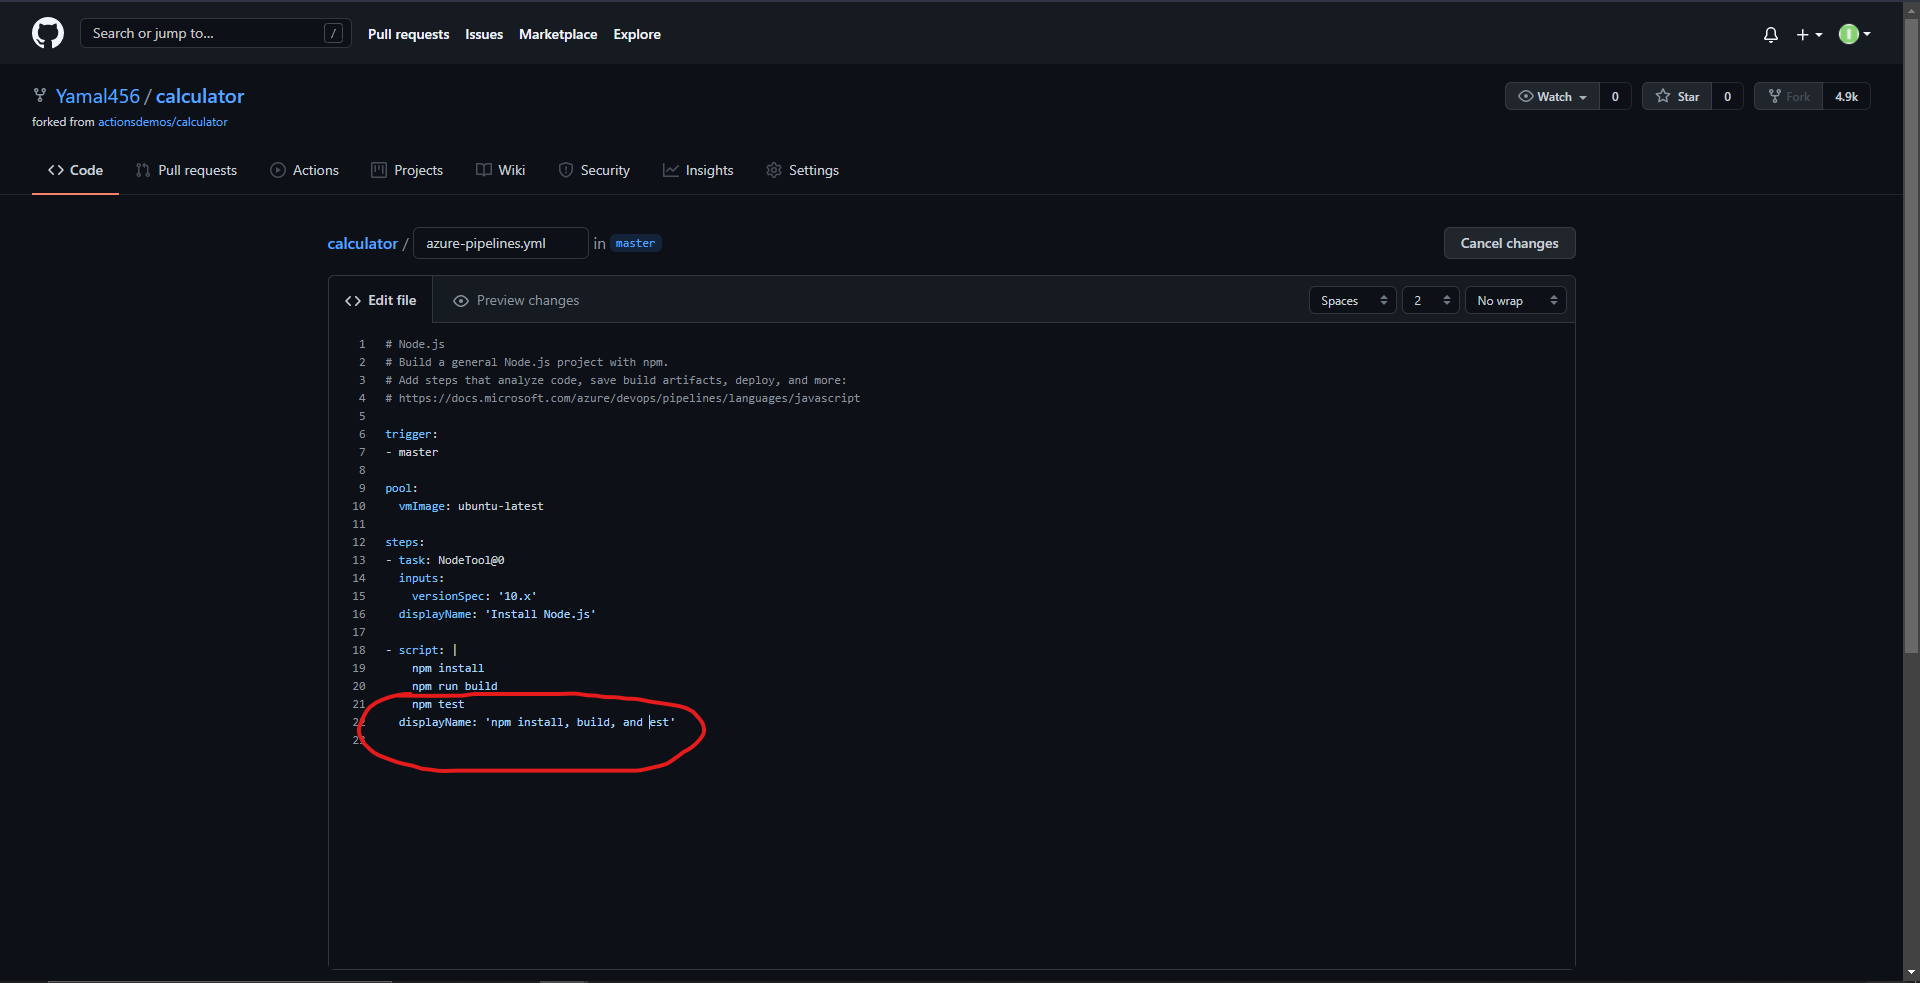 Search or jump to... /
Pull requests Issues Marketplace Explore
Yamal456 / calculator
Watch 0 Star 0 Fork 4.9k
forked from actionsdemos/calculator
Code Pull requests Actions Projects Wiki Security Insights Settings
calculator / azure-pipelines.yml in master
Cancel changes
Edit file Preview changes Spaces 2 No wrap
1 # Node.js
2 # Build a general Node.js project with npm.
3 # Add steps that analyze code, save build artifacts, deploy, and more:
4 # https://docs.microsoft.com/azure/devops/pipelines/languages/javascript
5
6 trigger:
7 - master
8
9 pool:
10 vmImage: ubuntu-latest
11
12 steps:
13 - task: NodeTool@0
14 inputs:
15 versionSpec: '10.x'
16 displayName: 'Install Node.js'
17
18 - script: |
19 npm install
20 npm run build
21 npm test
22 displayName: 'npm install, build, and est'
23